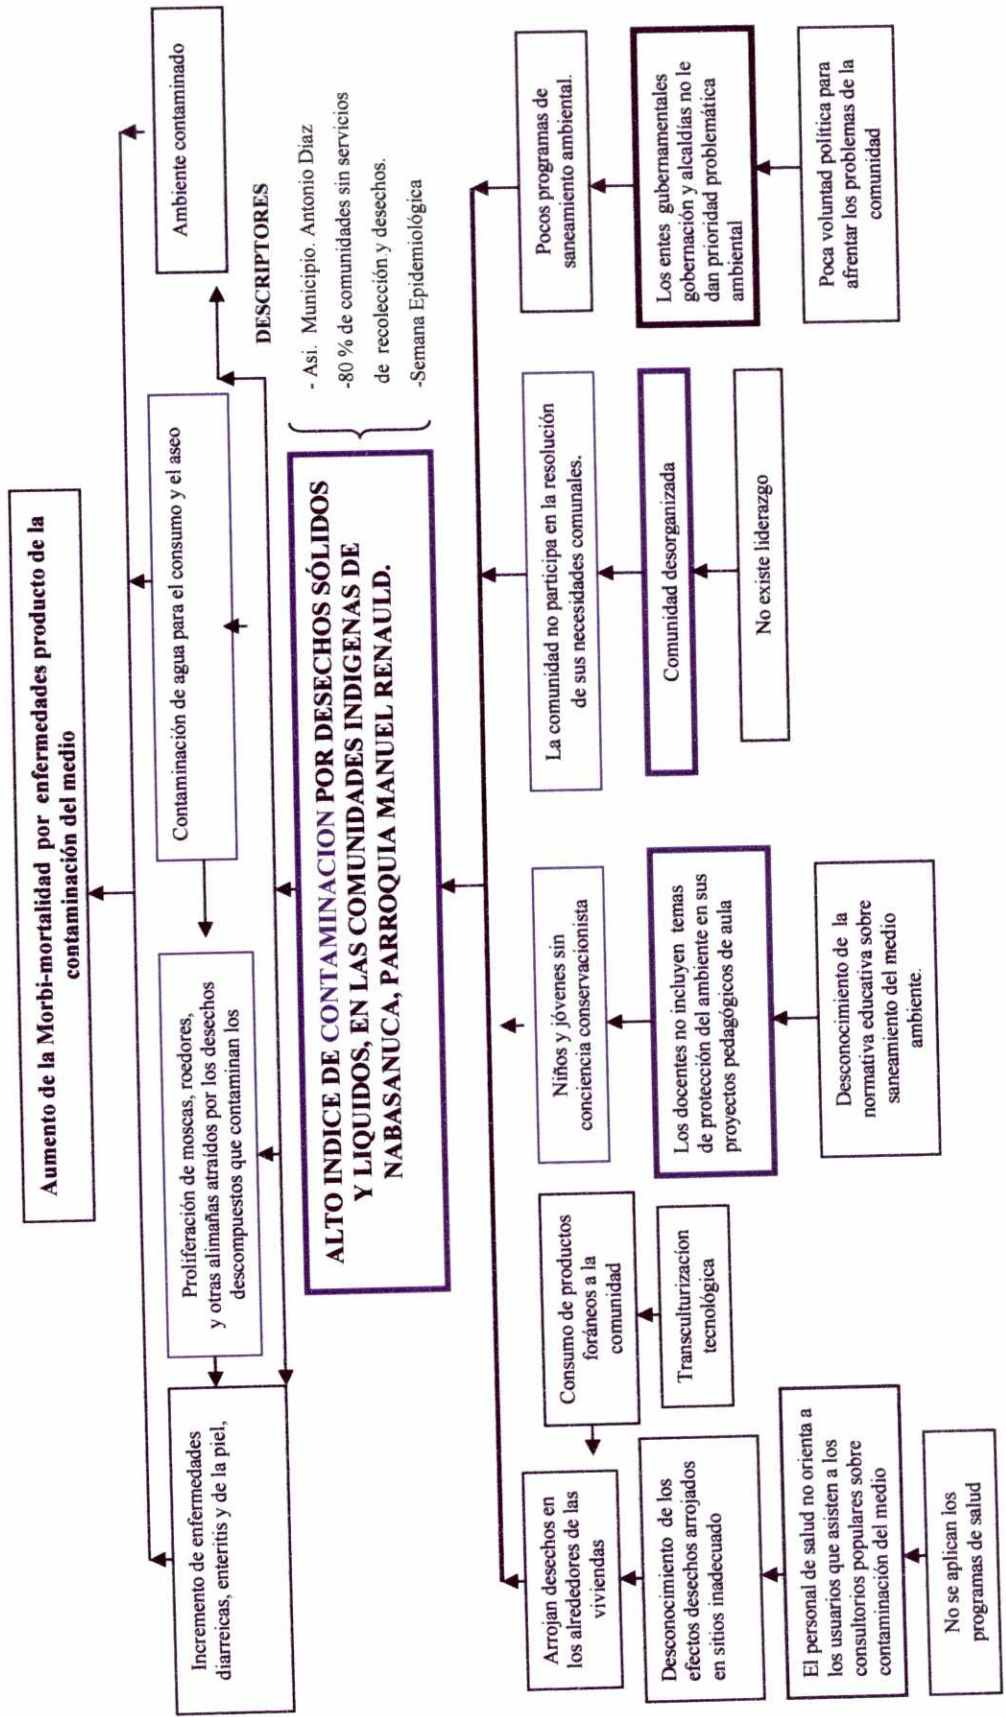 Aumento de la Morbi-mortalidad por enfermedades producto de la
contaminación del medio
Incremento de enfermedades
diarreicas, enteritis y de la piel,
Proliferación de moscas, roedores,
y otras alimañas atraídos por los desechos
descompuestos que contaminan los
Contaminación de agua para el consumo y el aseo
Ambiente contaminado
ALTO INDICE DE CONTAMINACION POR DESECHOS SÓLIDOS
Y LIQUIDOS, EN LAS COMUNIDADES INDIGENAS DE
NABASANUCA, PARROQUIA MANUEL RENAULD.
DESCRIPTORES
- Asi. Municipio. Antonio Diaz
-80 % de comunidades sin servicios
de recolección y desechos.
-Semana Epidemiológica
Arrojan desechos en
los alrededores de las
viviendas
Desconocimiento de los
efectos desechos arrojados
en sitios inadecuado
El personal de salud no orienta a
los usuarios que asisten a los
consultorios populares sobre
contaminación del medio
No se aplican los
programas de salud
Consumo de productos
foráneos a la
comunidad
Transculturizacíon
tecnológica
Niños y jóvenes sin
conciencia conservacionista
Los docentes no incluyen temas
de protección del ambiente en sus
proyectos pedagógicos de aula
Desconocimiento de la
normativa educativa sobre
saneamiento del medio
ambiente.
La comunidad no participa en la resolución
de sus necesidades comunales.
Comunidad desorganizada
No existe liderazgo
Pocos programas de
saneamiento ambiental.
Los entes gubernamentales
gobernación y alcaldías no le
dan prioridad problemática
ambiental
Poca voluntad política para
afrentar los problemas de la
comunidad